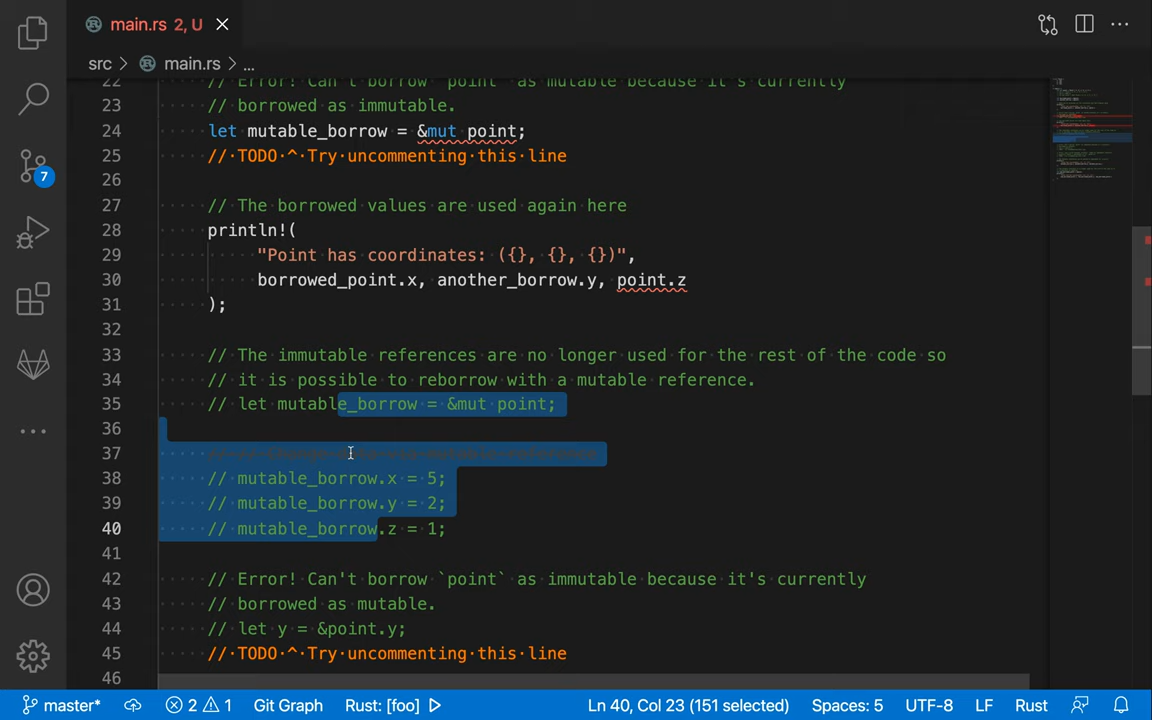 main.rs 2, U
src > main.rs > ...
22 // Error! Can't borrow `point` as mutable because it's currently
23 // borrowed as immutable.
24 let mutable_borrow = &mut point;
25 // TODO ^ Try uncommenting this line
26
27 // The borrowed values are used again here
28 println!(
29 "Point has coordinates: ({}, {}, {})",
30 borrowed_point.x, another_borrow.y, point.z
31 );
32
33 // The immutable references are no longer used for the rest of the code so
34 // it is possible to reborrow with a mutable reference.
35 // let mutable_borrow = &mut point;
36
37 // // Change data via mutable reference
38 // mutable_borrow.x = 5;
39 // mutable_borrow.y = 2;
40 // mutable_borrow.z = 1;
41
42 // Error! Can't borrow `point` as immutable because it's currently
43 // borrowed as mutable.
44 // let y = &point.y;
45 // TODO ^ Try uncommenting this line
46
7
master* 2 1 Git Graph Rust: [foo] Ln 40, Col 23 (151 selected) Spaces: 5 UTF-8 LF Rust